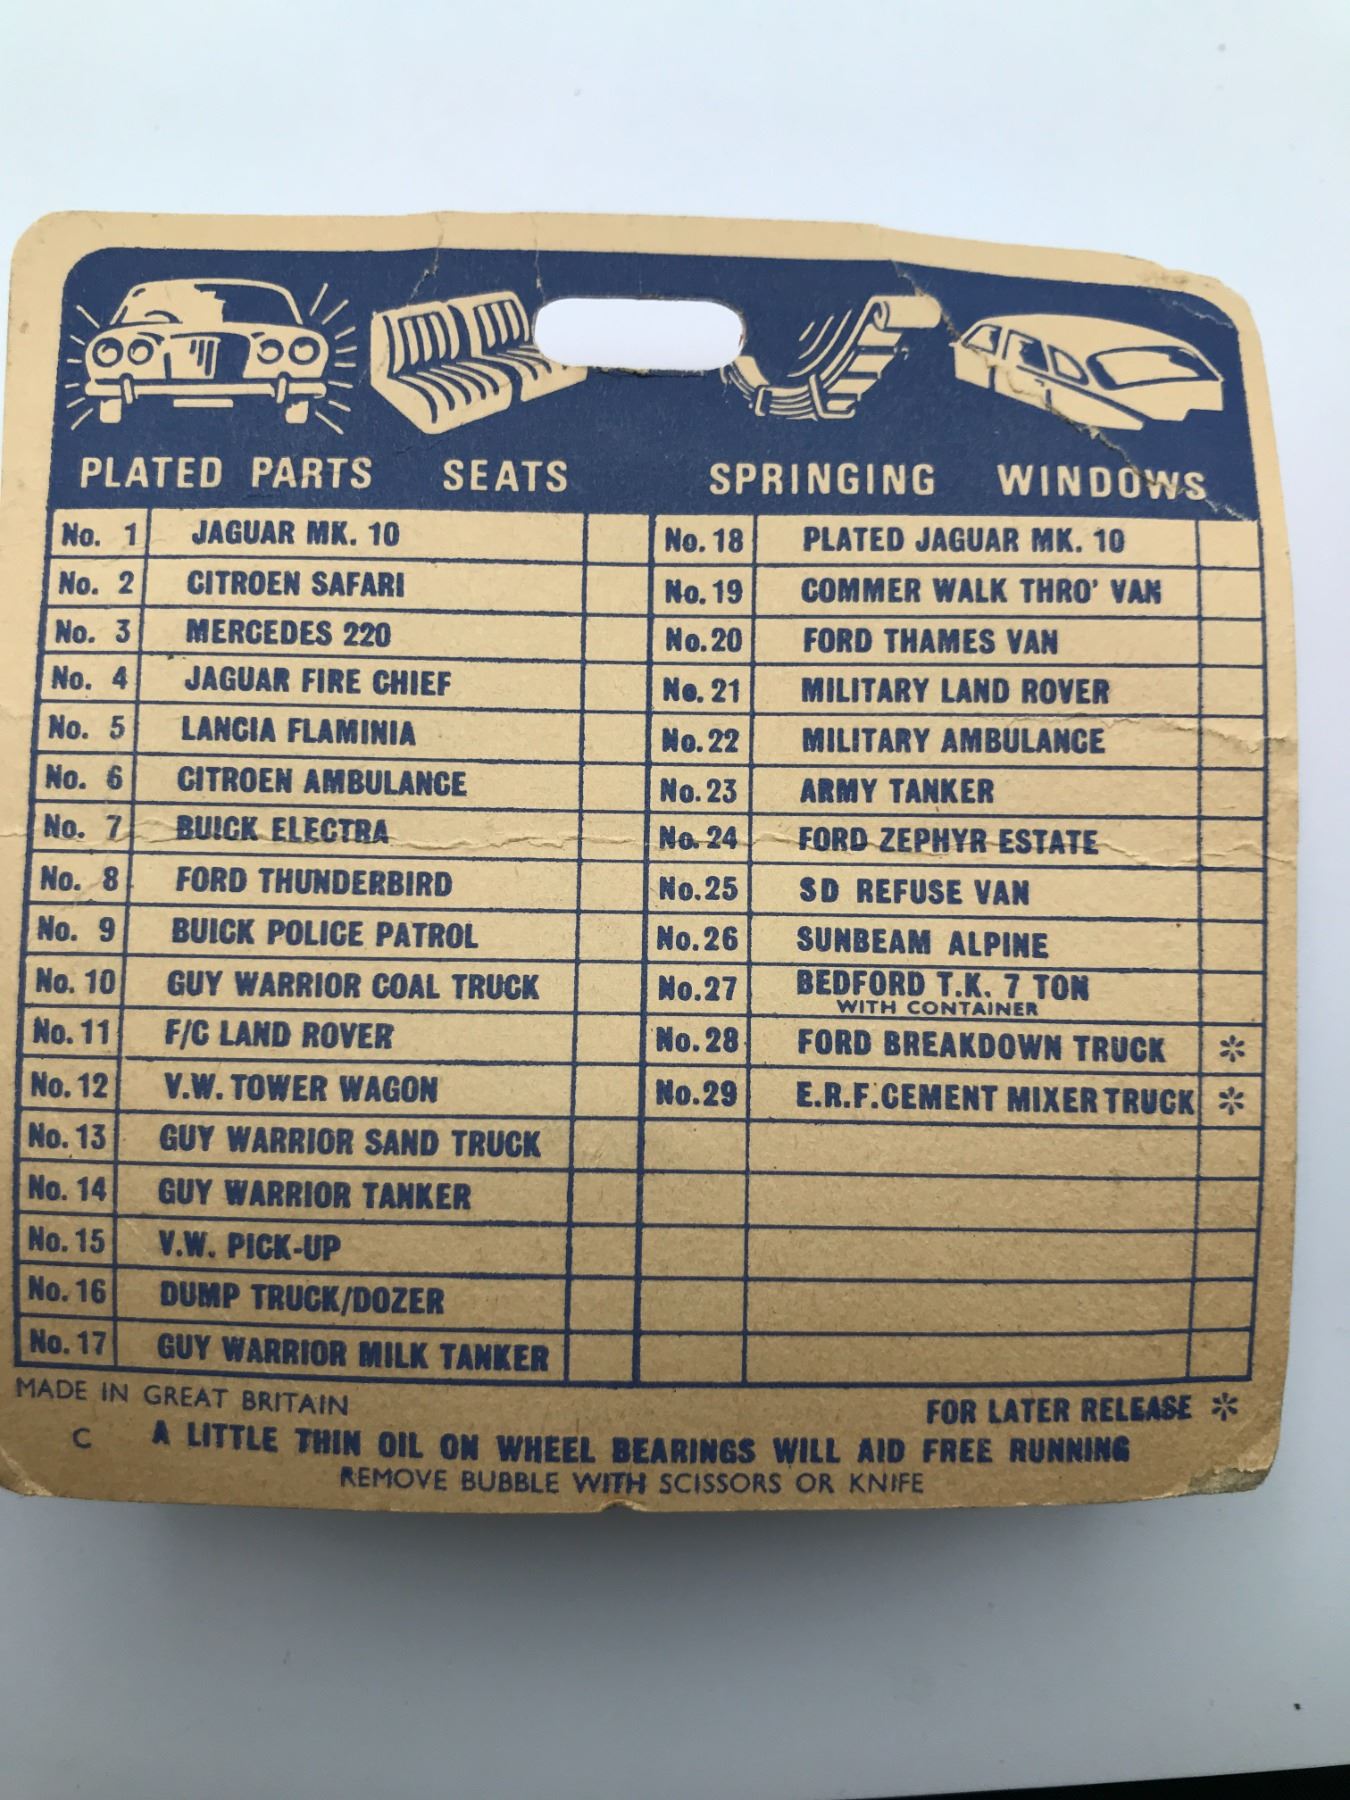 PLATED PARTS SEATS SPRINGING WINDOWS
No. 1 JAGUAR MK. 10
No. 2 CITROEN SAFARI
No. 3 MERCEDES 220
No. 4 JAGUAR FIRE CHIEF
No. 5 LANCIA FLAMINIA
No. 6 CITROEN AMBULANCE
No. 7 BUICK ELECTRA
No. 8 FORD THUNDERBIRD
No. 9 BUICK POLICE PATROL
No. 10 GUY WARRIOR COAL TRUCK
No. 11 F/C LAND ROVER
No. 12 V.W. TOWER WAGON
No. 13 GUY WARRIOR SAND TRUCK
No. 14 GUY WARRIOR TANKER
No. 15 V.W. PICK-UP
No. 16 DUMP TRUCK/DOZER
No. 17 GUY WARRIOR MILK TANKER
No. 18 PLATED JAGUAR MK. 10
No. 19 COMMER WALK THRO' VAN
No. 20 FORD THAMES VAN
No. 21 MILITARY LAND ROVER
No. 22 MILITARY AMBULANCE
No. 23 ARMY TANKER
No. 24 FORD ZEPHYR ESTATE
No. 25 SD REFUSE VAN
No. 26 SUNBEAM ALPINE
No. 27 BEDFORD T.K. 7 TON
WITH CONTAINER
No. 28 FORD BREAKDOWN TRUCK *
No. 29 E.R.F. CEMENT MIXER TRUCK *
MADE IN GREAT BRITAIN
FOR LATER RELEASE *
C A LITTLE THIN OIL ON WHEEL BEARINGS WILL AID FREE RUNNING
REMOVE BUBBLE WITH SCISSORS OR KNIFE